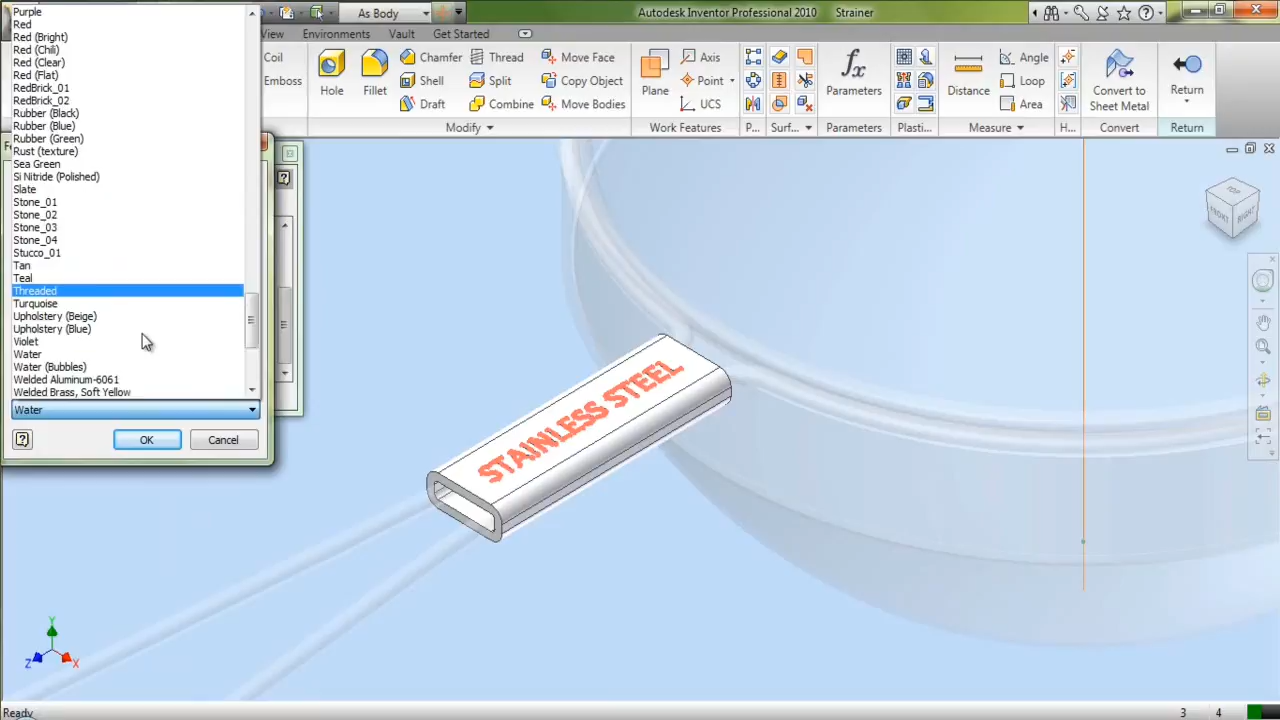 As Body
Autodesk Inventor Professional 2010
Strainer
View
Environments
Vault
Get Started
Coil
Emboss
Hole
Fillet
Chamfer
Shell
Draft
Thread
Split
Combine
Move Face
Copy Object
Move Bodies
Modify
Plane
Axis
Point
UCS
Work Features
P...
Surf...
fx
Parameters
Parameters
Plasti...
Distance
Angle
Loop
Area
Measure
H...
Convert to
Sheet Metal
Convert
Return
Return
Purple
Red
Red (Bright)
Red (Chili)
Red (Clear)
Red (Flat)
RedBrick_01
RedBrick_02
Rubber (Black)
Rubber (Blue)
Rubber (Green)
Rust (texture)
Sea Green
Si Nitride (Polished)
Slate
Stone_01
Stone_02
Stone_03
Stone_04
Stucco_01
Tan
Teal
Threaded
Turquoise
Upholstery (Beige)
Upholstery (Blue)
Violet
Water
Water (Bubbles)
Welded Aluminum-6061
Welded Brass, Soft Yellow
Water
OK
Cancel
STAINLESS STEEL
TOP
FRONT
RIGHT
Y
Z
X
Ready
3
4